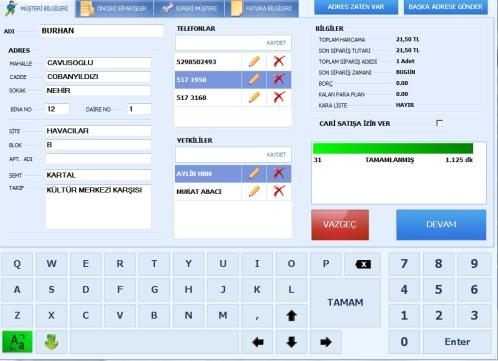 MÜŞTERİ BİLGİLERİ
ÖNCEKİ SİPARİŞLER
SÜREKLİ MÜŞTERİ
FATURA BİLGİLERİ
ADRES ZATEN VAR
BAŞKA ADRESE GÖNDER
ADI BURHAN
ADRES
MAHALLE CAVUSOGLU
CADDE COBANYILDIZI
SOKAK NEHİR
BİNA NO 12 DAİRE NO 1
SİTE HAVACILAR
BLOK B
APT. ADI
SEMT KARTAL
TARİF KÜLTÜR MERKEZİ KARŞISI
TELEFONLAR
KAYDET
5298502493
517 1950
517 3168
YETKİLİLER
KAYDET
AYLİN HNM
MURAT ABACI
BİLGİLER
TOPLAM HARCAMA 21,50 TL
SON SİPARİŞ TUTARI 21,50 TL
TOPLAM SİPARİŞ ADEDİ 1 Adet
SON SİPARİŞ ZAMANI BUGÜN
BORÇ 0.00
KALAN PARA PUAN 0.00
KARA LİSTE HAYIR
CARİ SATIŞA İZİN VER
31 TAMAMLANMIŞ 1.125 dk
VAZGEÇ
DEVAM
Q W E R T Y U I O P X 7 8 9
A S D F G H J K L TAMAM 4 5 6
Z X C V B N M , 1 2 3
Aa 0 Enter